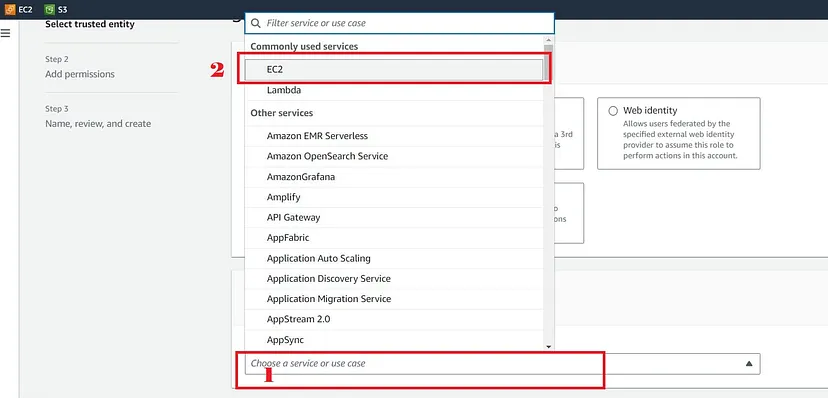 EC2 S3
Select trusted entity
Step 2
Add permissions
Step 3
Name, review, and create
Filter service or use case
Commonly used services
2
EC2
Lambda
Other services
Amazon EMR Serverless
Amazon OpenSearch Service
AmazonGrafana
Amplify
API Gateway
AppFabric
Application Auto Scaling
Application Discovery Service
Application Migration Service
AppStream 2.0
AppSync
a 3rd
is
Web identity
Allows users federated by the
specified external web identity
provider to assume this role to
perform actions in this account.
o
ions
Choose a service or use case
1